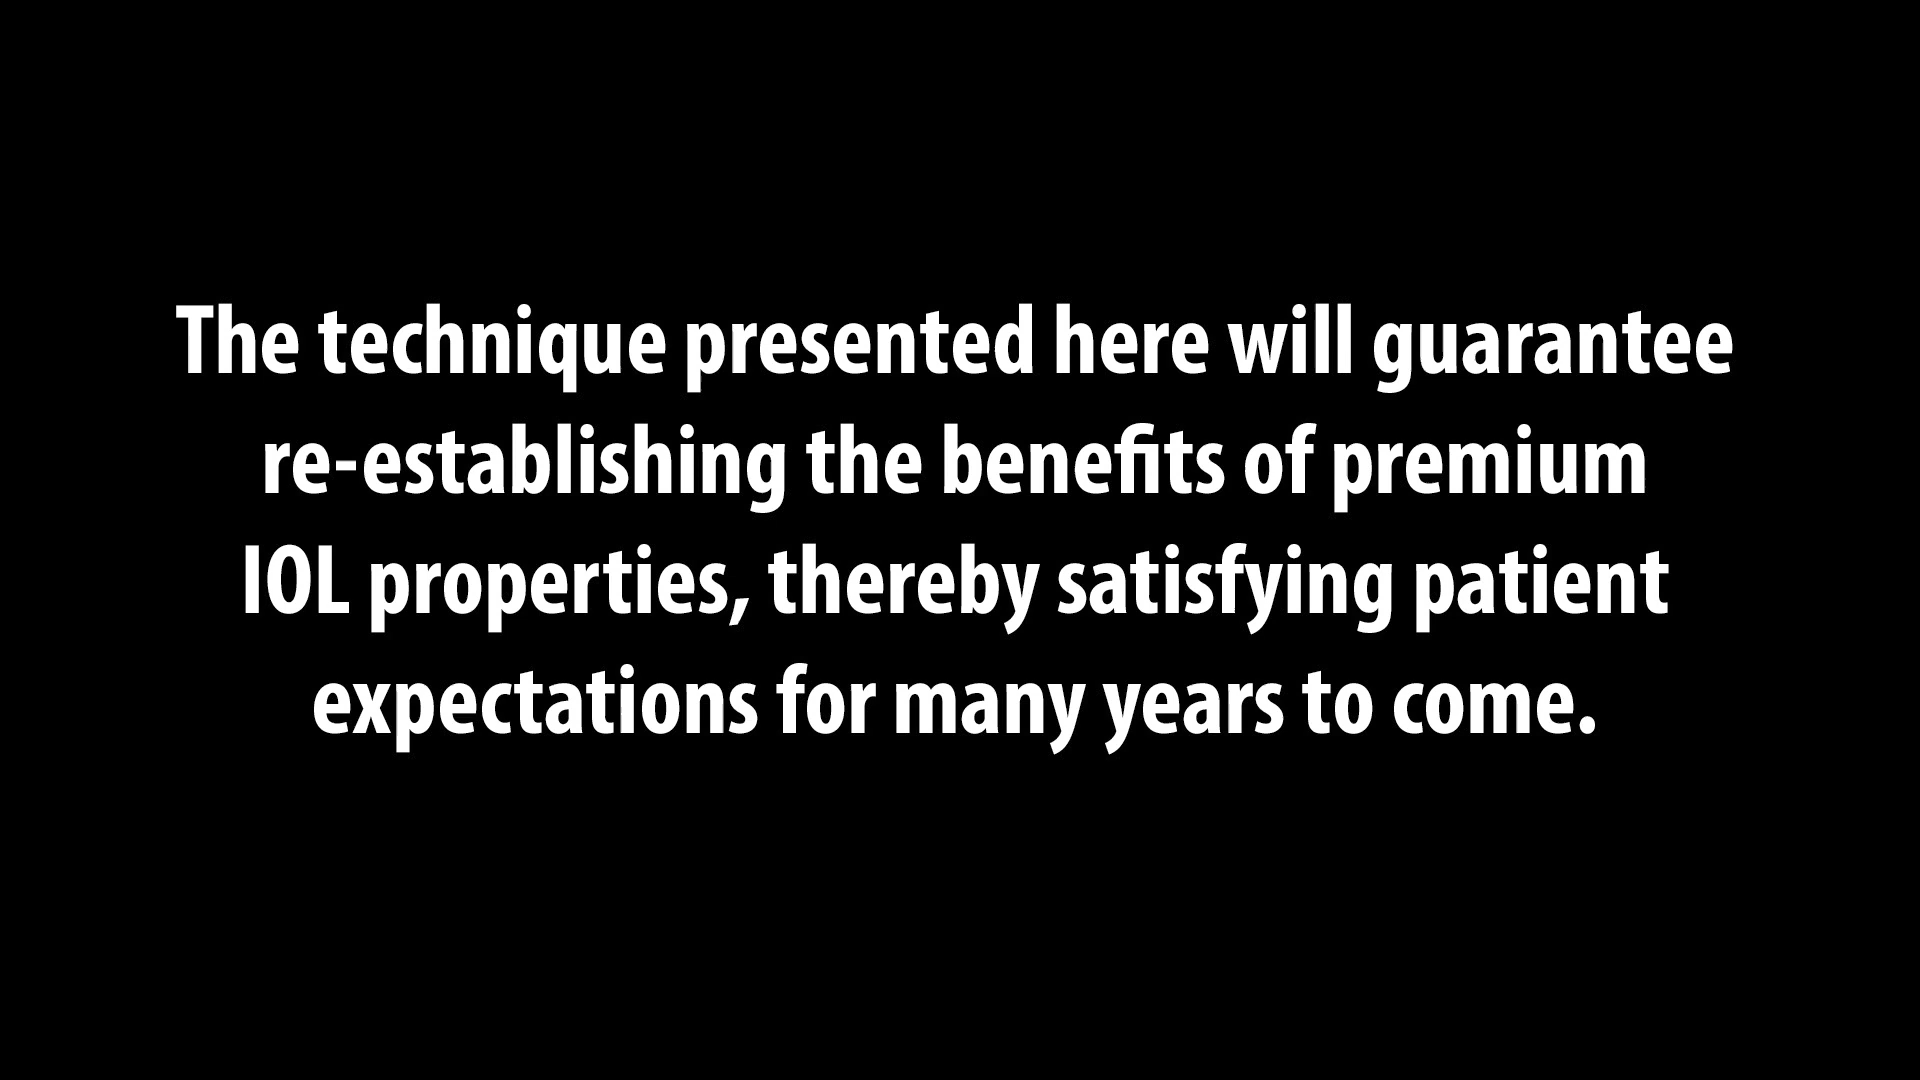 The technique presented here will guarantee
re-establishing the benefits of premium
IOL properties, thereby satisfying patient
expectations for many years to come.